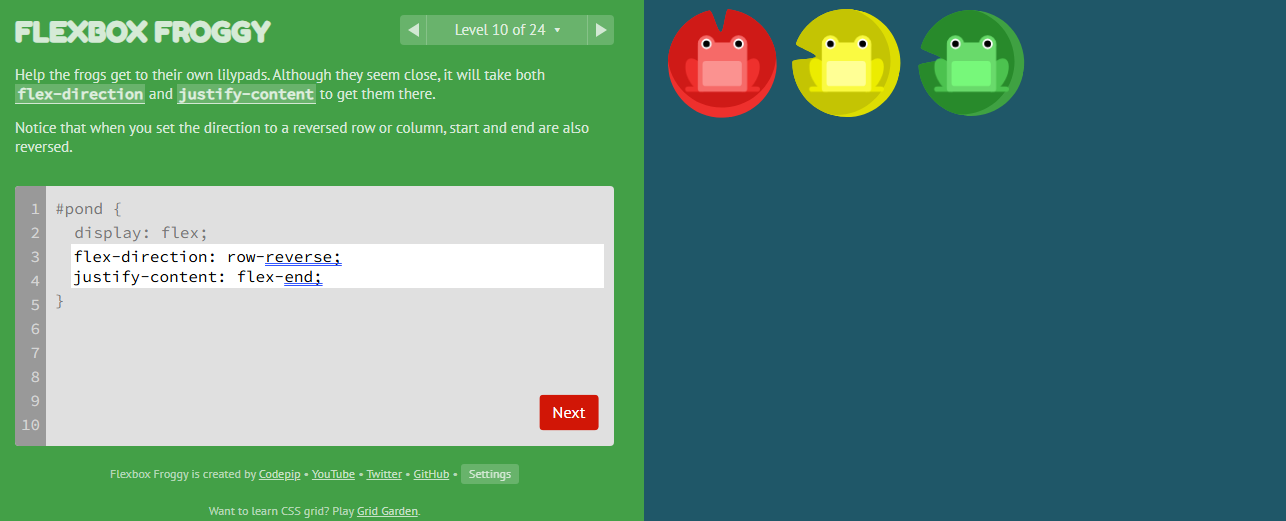 FLEXBOX FROGGY
Level 10 of 24
Help the frogs get to their own lilypads. Although they seem close, it will take both
flex-direction and justify-content to get them there.
Notice that when you set the direction to a reversed row or column, start and end are also
reversed.
1 #pond {
2 display: flex;
3 flex-direction: row-reverse;
4 justify-content: flex-end;
5 }
6
7
8
9
10
Next
Flexbox Froggy is created by Codepip • YouTube • Twitter • GitHub • Settings
Want to learn CSS grid? Play Grid Garden.